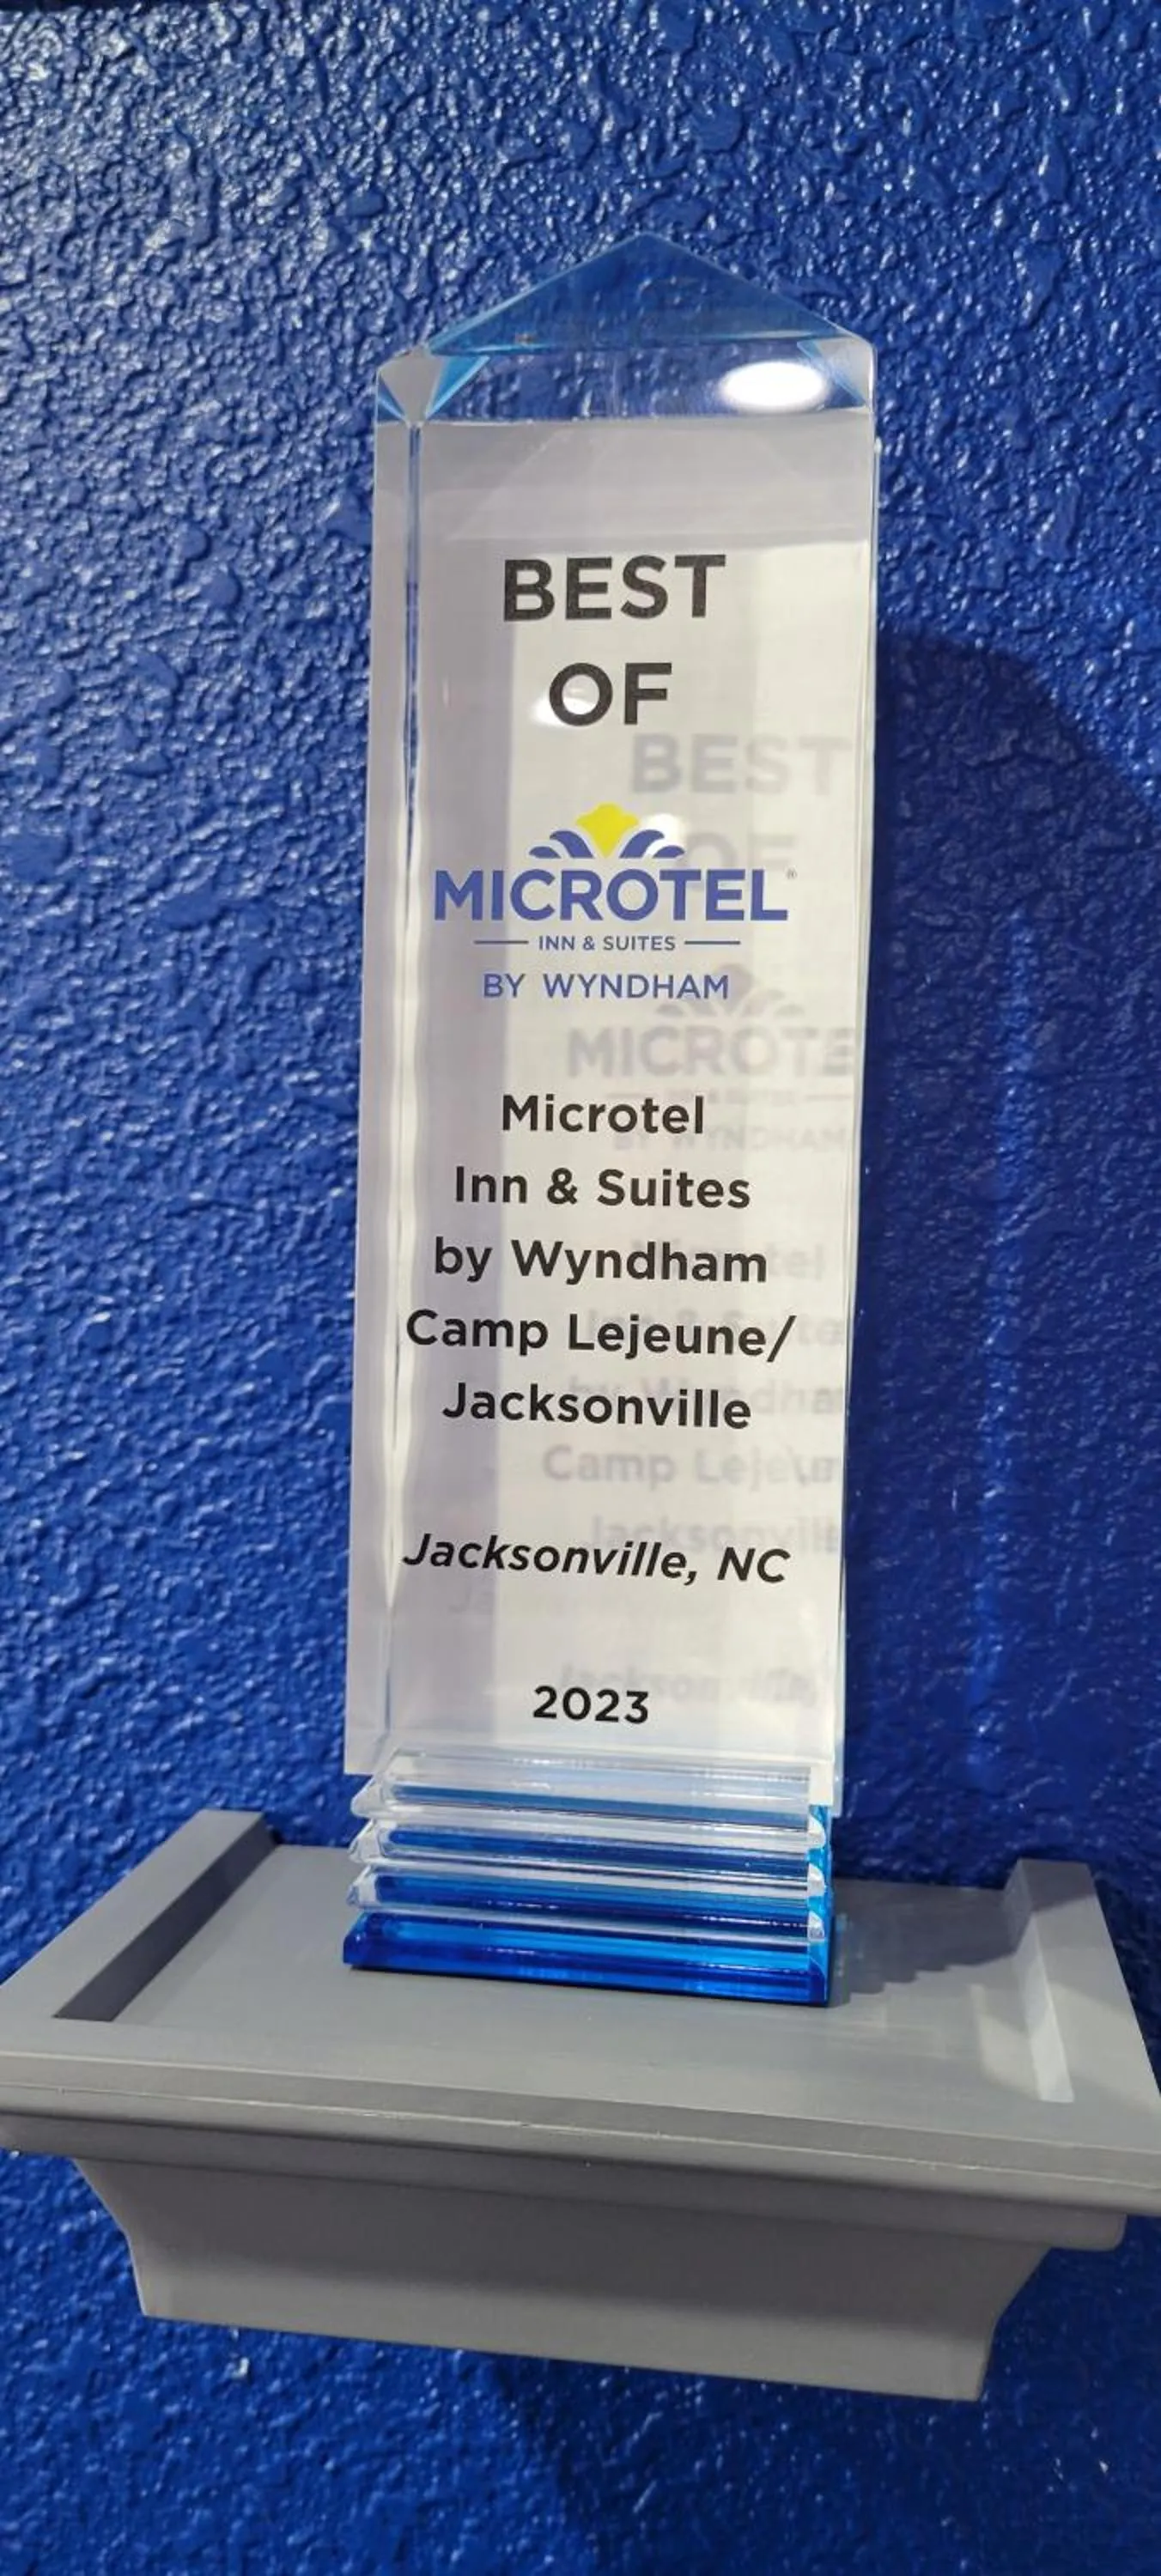 BEST
OF
MICROTEL®
INN & SUITES
BY WYNDHAM
Microtel
Inn & Suites
by Wyndham
Camp Lejeune/
Jacksonville
Jacksonville, NC
2023